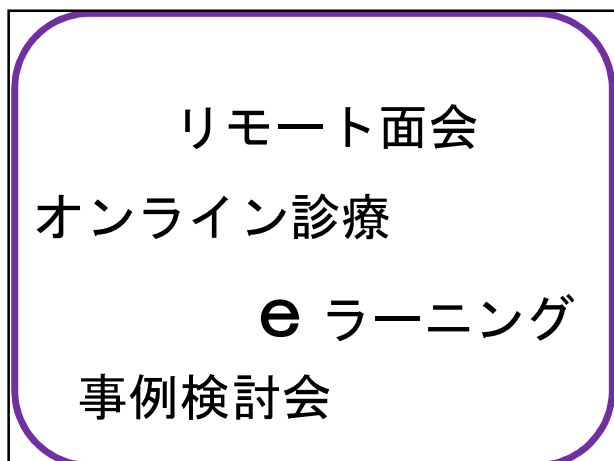 リモート面会
オンライン診療
e ラーニング
事例検討会